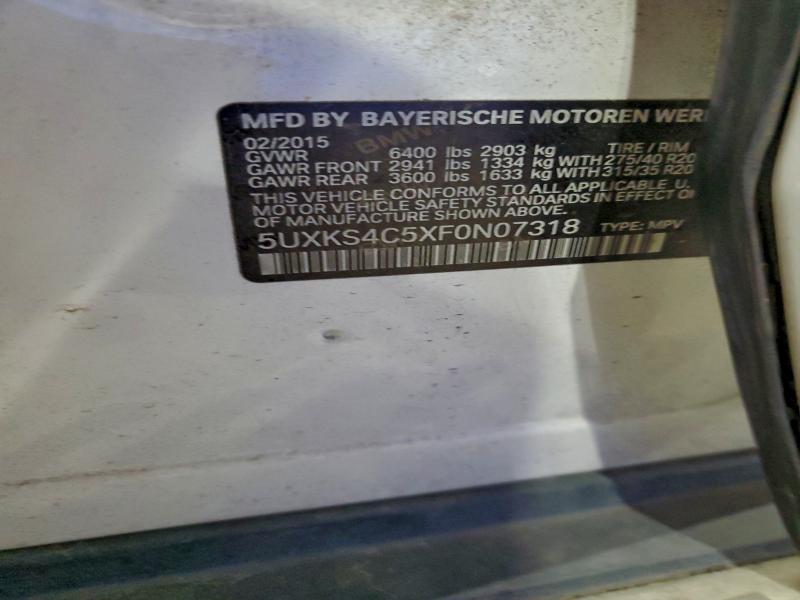 MFD BY BAYERISCHE MOTOREN WER
BMW
02/2015
GVWR 6400 lbs 2903 kg TIRE / RIM
GAWR FRONT 2941 lbs 1334 kg WITH 275/40 R20
GAWR REAR 3600 lbs 1633 kg WITH 315/35 R20
THIS VEHICLE CONFORMS TO ALL APPLICABLE U.
MOTOR VEHICLE SAFETY STANDARDS IN EFFECT O
OF MANUFACTURE SHOWN ABOVE.
5UXKS4C5XF0N07318 TYPE: MPV